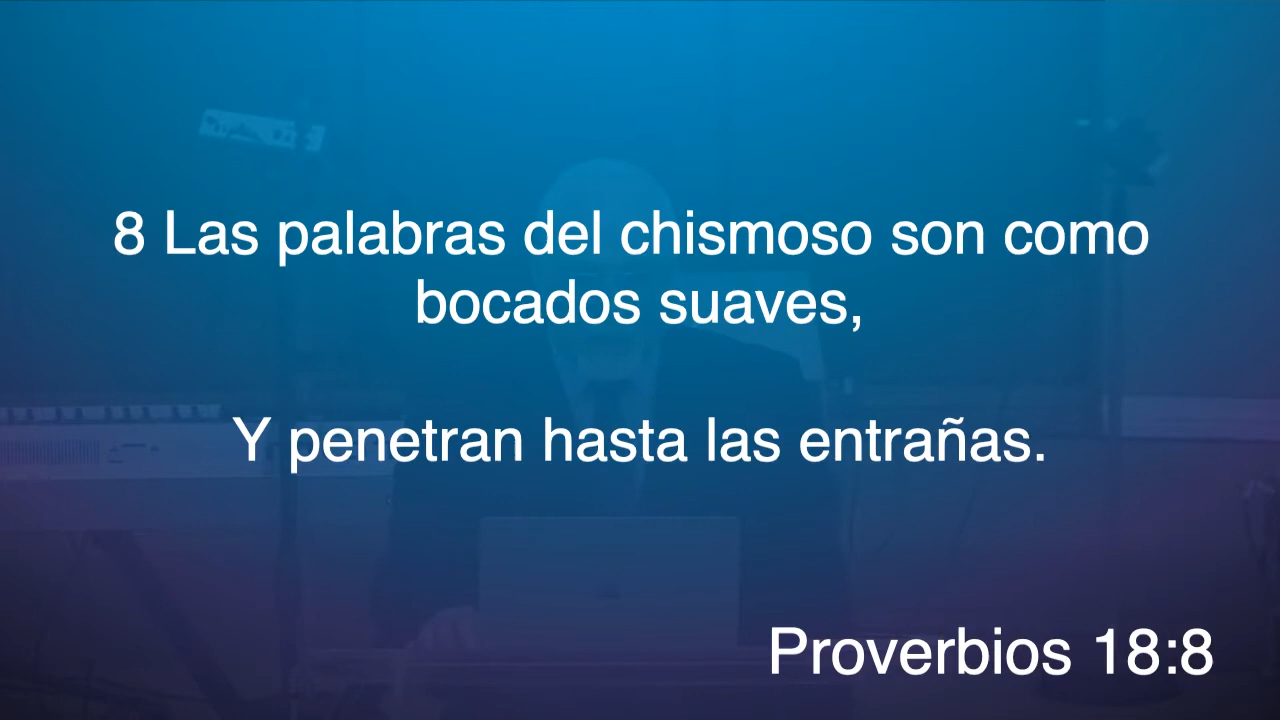 8 Las palabras del chismoso son como
bocados suaves,
Y penetran hasta las entrañas.
Proverbios 18:8